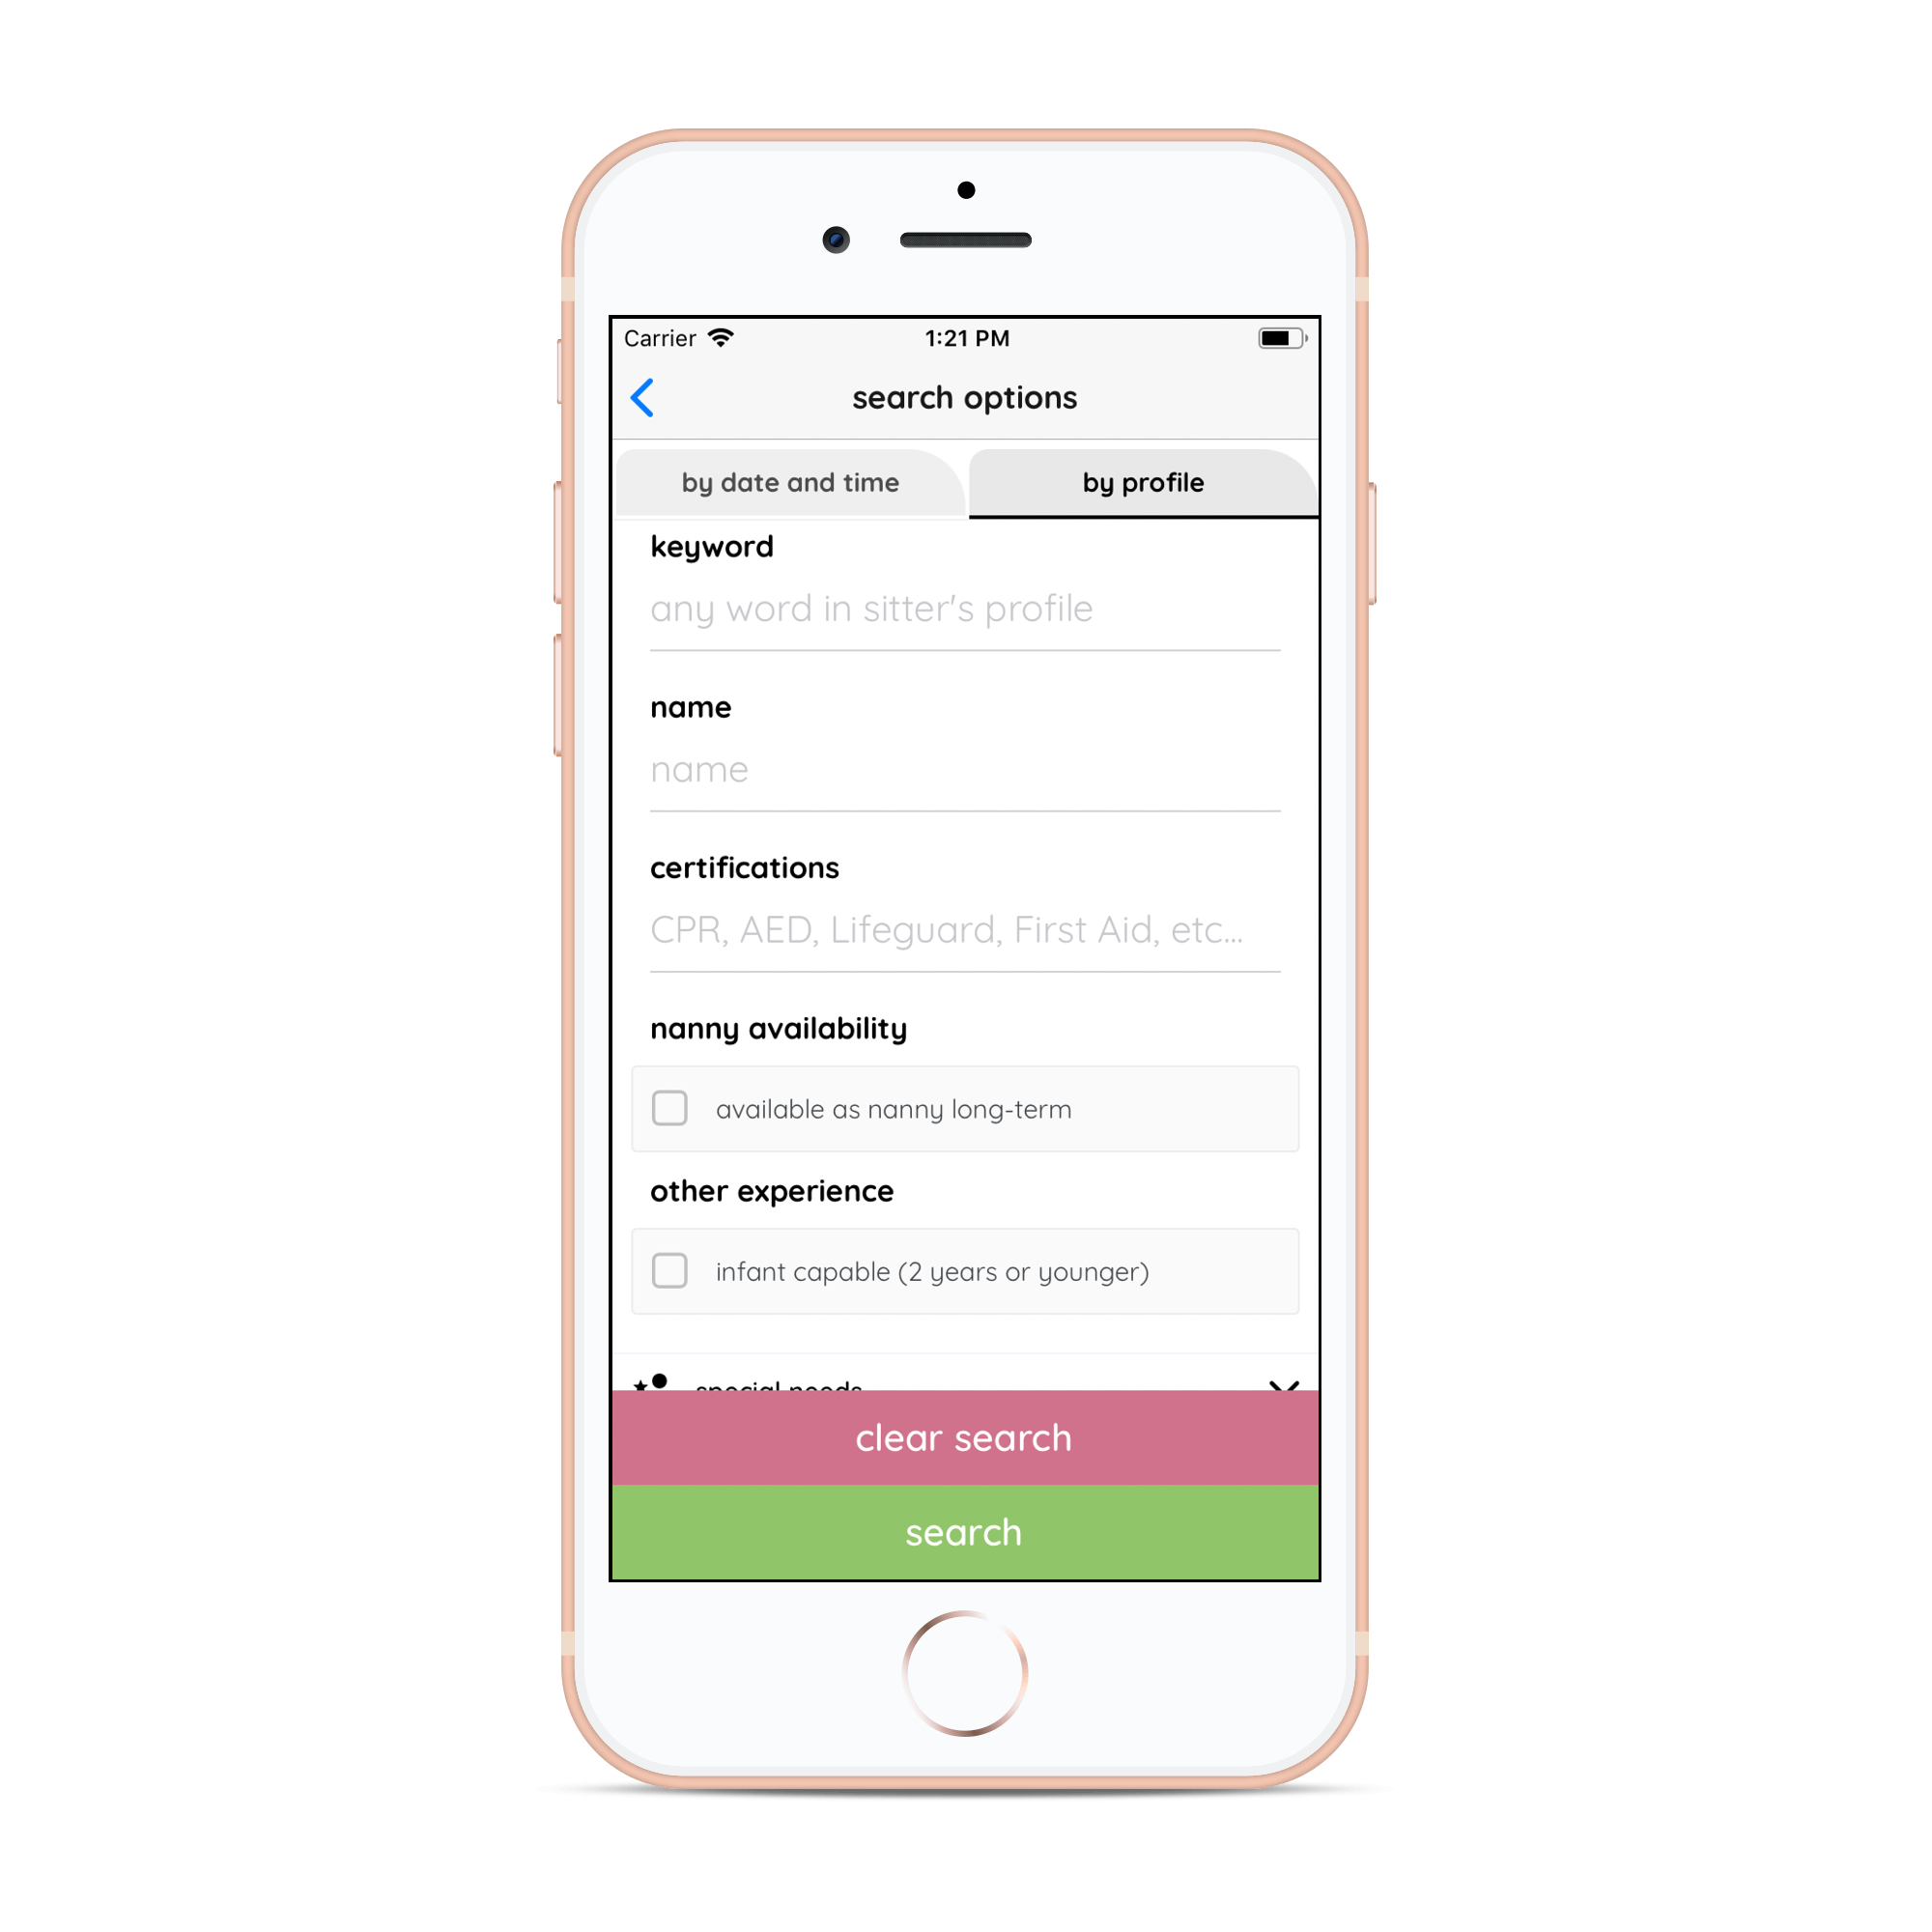 Carrier 1:21 PM
search options
by date and time by profile
keyword
any word in sitter's profile
name
name
certifications
CPR, AED, Lifeguard, First Aid, etc...
nanny availability
available as nanny long-term
other experience
infant capable (2 years or younger)
special needs
clear search
search